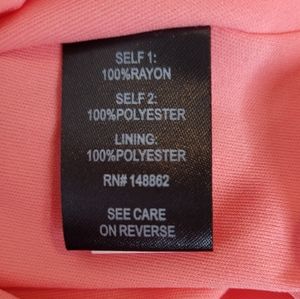 SELF 1:
100%RAYON
SELF 2:
100%POLYESTER
LINING:
100%POLYESTER
RN# 148862
SEE CARE
ON REVERSE